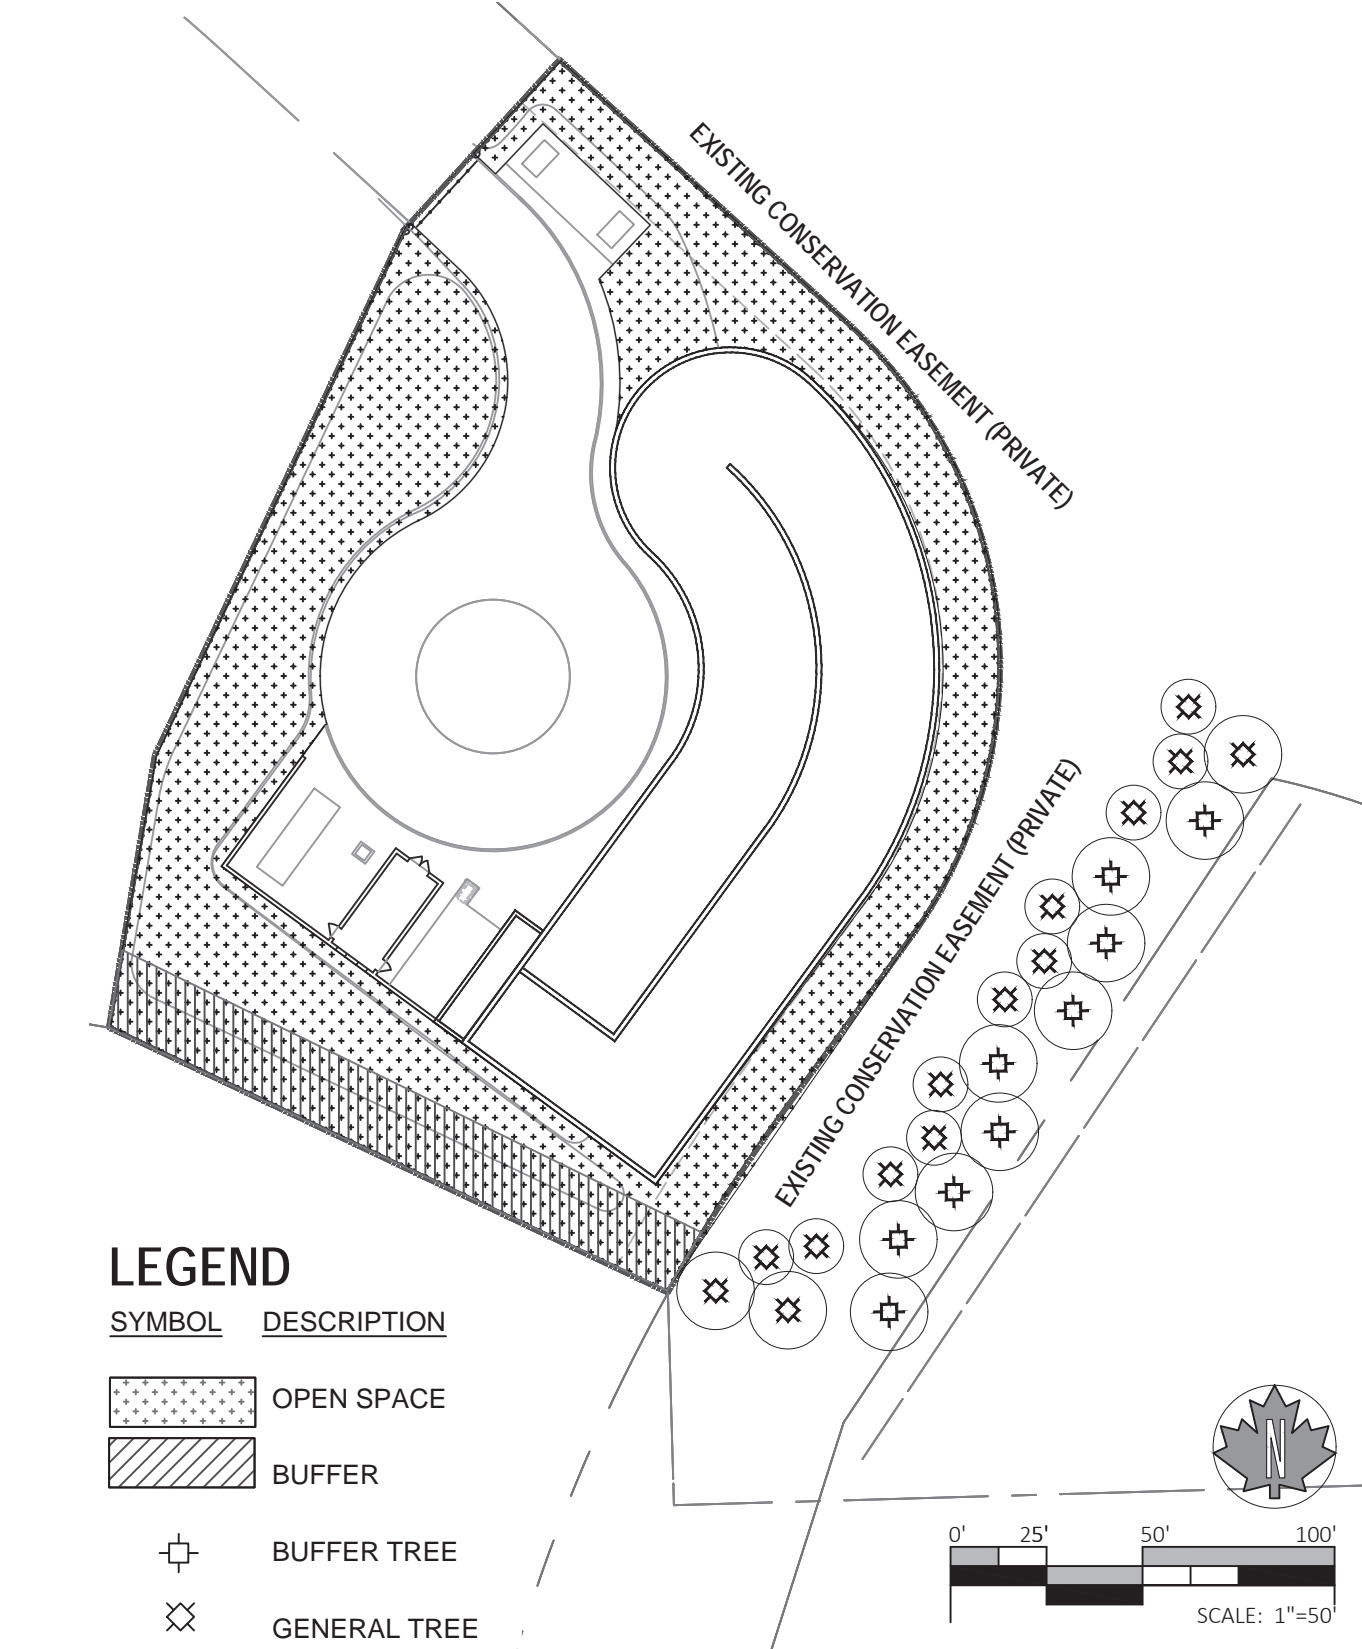 EXISTING CONSERVATION EASEMENT (PRIVATE)
EXISTING CONSERVATION EASEMENT (PRIVATE)
LEGEND
SYMBOL DESCRIPTION
OPEN SPACE
BUFFER
BUFFER TREE
GENERAL TREE
N
0' 25' 50' 100'
SCALE: 1"=50'